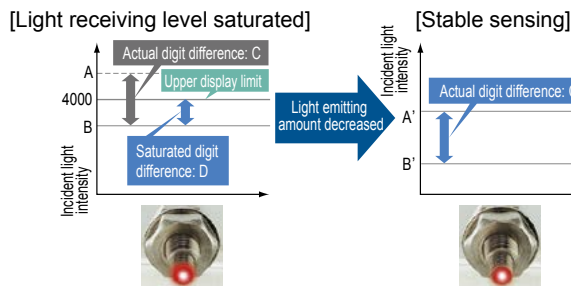 [Light receiving level saturated]
Actual digit difference: C
A
Upper display limit
4000
B
Saturated digit
difference: D
Incident light
intensity
Light emitting
amount decreased
[Stable sensing]
Incident light
intensity
Actual digit difference:
A'
B'